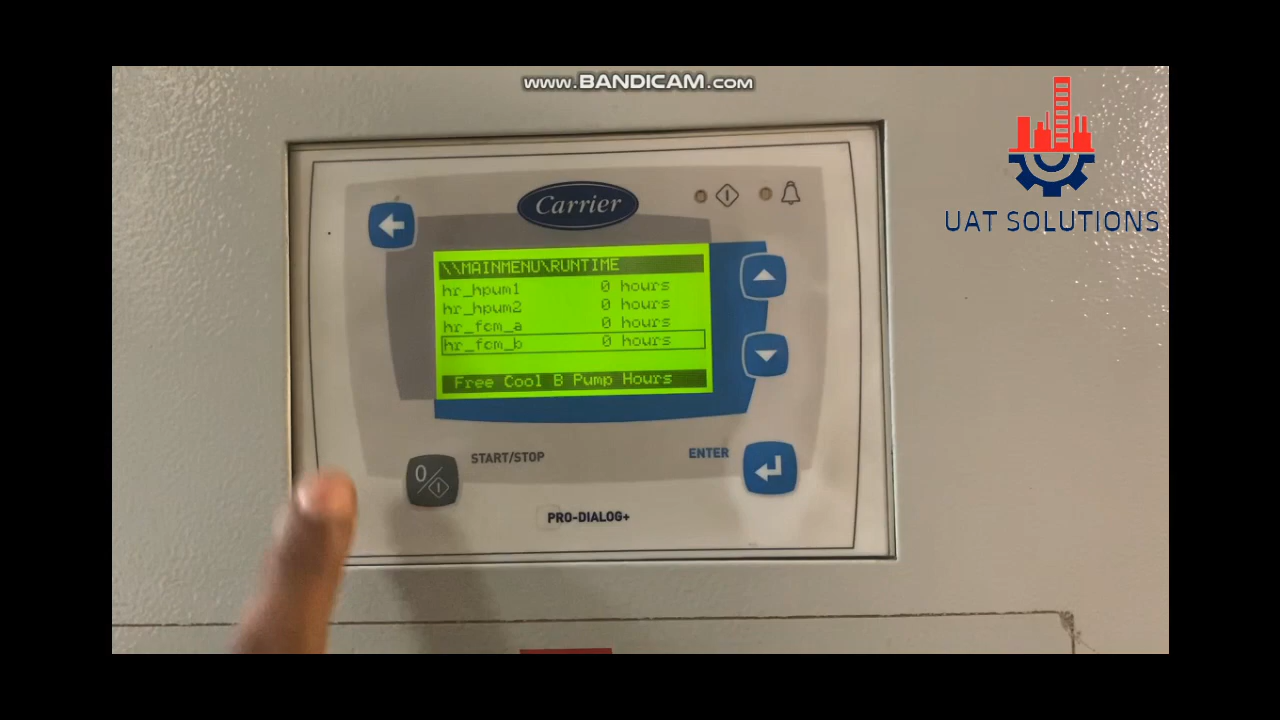 www.BANDICAM.com
UAT SOLUTIONS
Carrier
\\MAINMENU\RUNTIME
hr_hpum1 0 hours
hr_hpum2 0 hours
hr_fcm_a 0 hours
hr_fcm_b 0 hours
Free Cool B Pump Hours
START/STOP
ENTER
PRO-DIALOG+